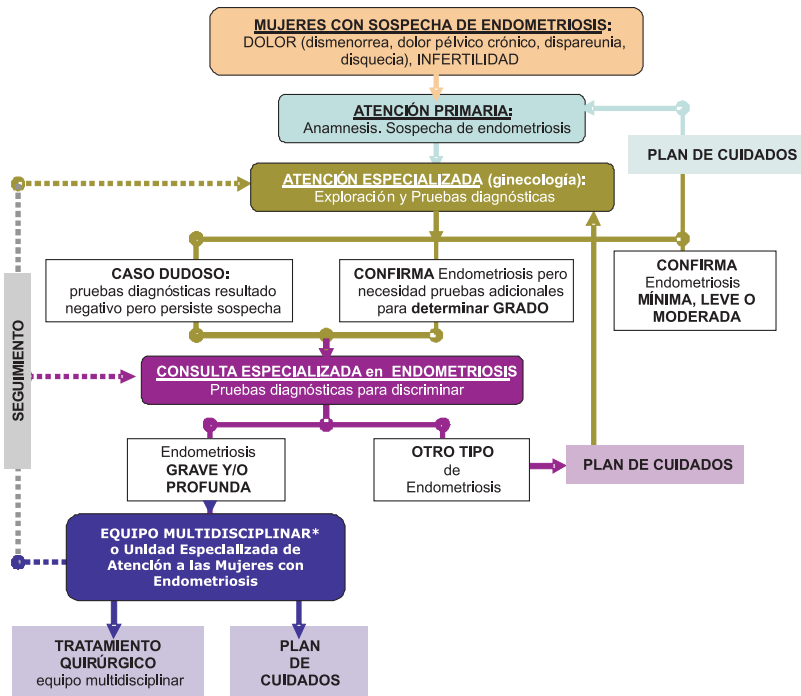 MUJERES CON SOSPECHA DE ENDOMETRIOSIS:
DOLOR (dismenorrea, dolor pélvico crónico, dispareunia,
disquecia), INFERTILIDAD
ATENCIÓN PRIMARIA:
Anamnesis. Sospecha de endometriosis
PLAN DE CUIDADOS
ATENCIÓN ESPECIALIZADA (ginecología):
Exploración y Pruebas diagnósticas
CASO DUDOSO:
pruebas diagnósticas resultado
negativo pero persiste sospecha
CONFIRMA Endometriosis pero
necesidad pruebas adicionales
para determinar GRADO
CONFIRMA
Endometriosis
MÍNIMA, LEVE O
MODERADA
SEGUIMIENTO
CONSULTA ESPECIALIZADA en ENDOMETRIOSIS
Pruebas diagnósticas para discriminar
Endometriosis
GRAVE Y/O
PROFUNDA
OTRO TIPO
de
Endometriosis
PLAN DE CUIDADOS
EQUIPO MULTIDISCIPLINAR*
o Unidad Especializada de
Atención a las Mujeres con
Endometriosis
TRATAMIENTO
QUIRÚRGICO
equipo multidisciplinar
PLAN
DE
CUIDADOS